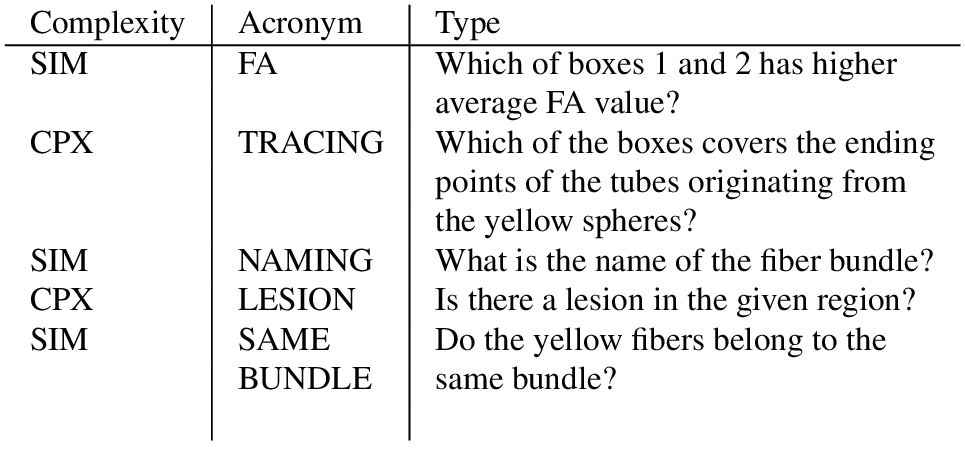 Complexity Acronym Type
SIM FA Which of boxes 1 and 2 has higher
average FA value?
CPX TRACING Which of the boxes covers the ending
points of the tubes originating from
the yellow spheres?
SIM NAMING What is the name of the fiber bundle?
CPX LESION Is there a lesion in the given region?
SIM SAME Do the yellow fibers belong to the
BUNDLE same bundle?